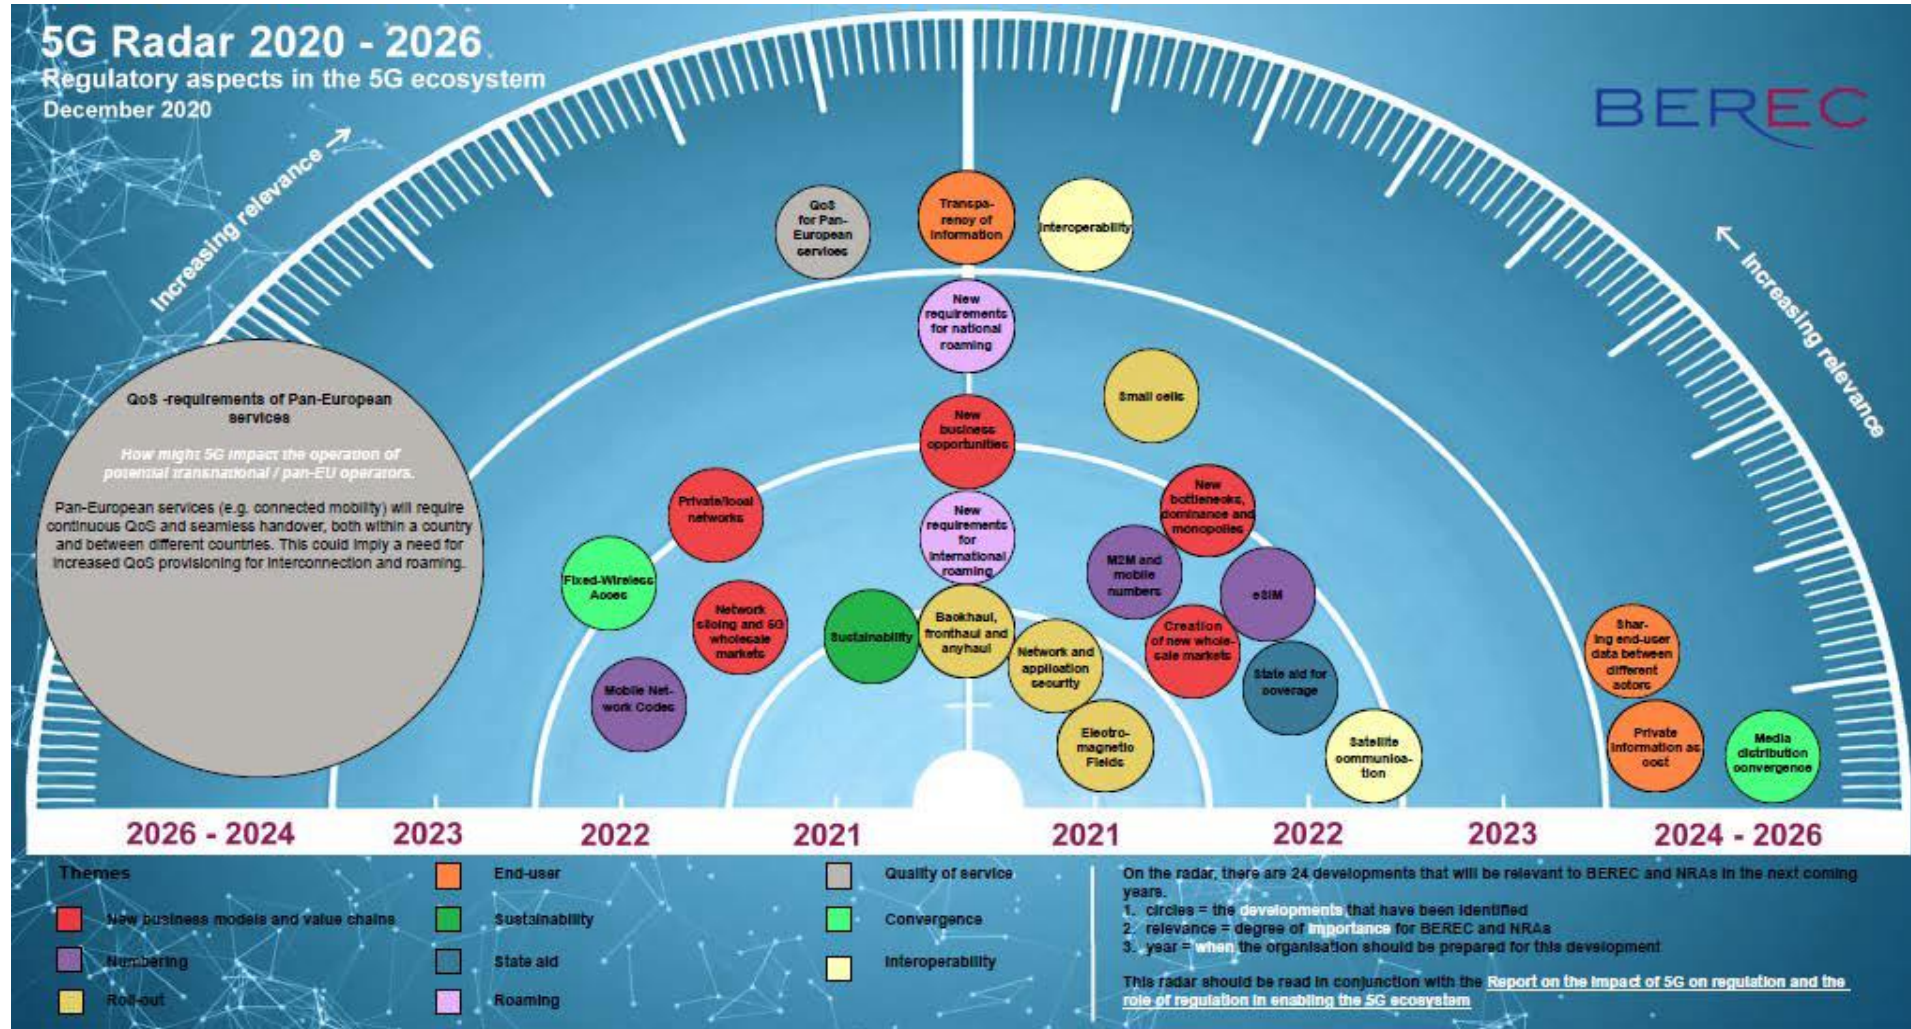 5G Radar 2020 - 2026
Regulatory aspects in the 5G ecosystem
December 2020
BEREC
Increasing relevance →
← Increasing relevance
QoS
for Pan-
European
services
Transpa-
rency of
Information
Interoperability
New
requirements
for national
roaming
Small cells
New
business
opportunities
QoS -requirements of Pan-European
services
How might 5G impact the operation of
potential transnational / pan-EU operators.
Pan-European services (e.g. connected mobility) will require
continuous QoS and seamless handover, both within a country
and between different countries. This could imply a need for
increased QoS provisioning for interconnection and roaming.
Private/local
networks
New
bottlenecks,
dominance and
monopolies
New
requirements
for
International
roaming
Fixed-Wireless
Acces
M2M and
mobile
numbers
eSIM
Network
slicing and 5G
wholesale
markets
Sustainability
Backhaul,
fronthaul and
anyhaul
Network and
application
security
Creation
of new whole-
sale markets
State aid for
coverage
Mobile Net-
work Codes
Electro-
magnetic
Fields
Satellite
communica-
tion
Shar-
ing end-user
data between
different
actors
Private
information as
cost
Media
distribution
convergence
2026 - 2024 2023 2022 2021 2021 2022 2023 2024 - 2026
Themes
New business models and value chains
Numbering
Roll-out
End-user
Sustainability
State aid
Roaming
Quality of service
Convergence
Interoperability
On the radar, there are 24 developments that will be relevant to BEREC and NRAs in the next coming
years.
1. circles = the developments that have been identified
2. relevance = degree of importance for BEREC and NRAs
3. year = when the organisation should be prepared for this development
This radar should be read in conjunction with the Report on the impact of 5G on regulation and the
role of regulation in enabling the 5G ecosystem